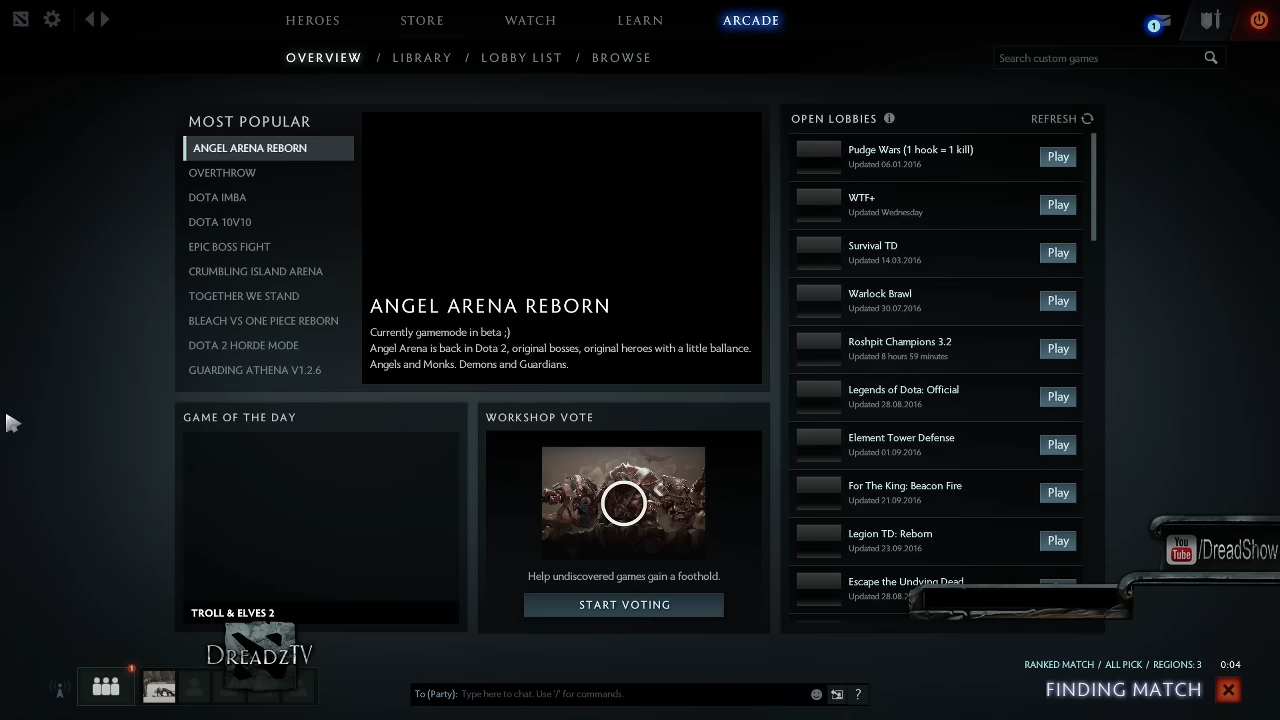 HEROES
STORE
WATCH
LEARN
ARCADE
1
OVERVIEW / LIBRARY / LOBBY LIST / BROWSE
Search custom games
MOST POPULAR
ANGEL ARENA REBORN
OVERTHROW
DOTA IMBA
DOTA 10V10
EPIC BOSS FIGHT
CRUMBLING ISLAND ARENA
TOGETHER WE STAND
BLEACH VS ONE PIECE REBORN
DOTA 2 HORDE MODE
GUARDING ATHENA V1.2.6
ANGEL ARENA REBORN
Currently gamemode in beta ;)
Angel Arena is back in Dota 2, original bosses, original heroes with a little ballance.
Angels and Monks. Demons and Guardians.
GAME OF THE DAY
TROLL & ELVES 2
WORKSHOP VOTE
Help undiscovered games gain a foothold.
START VOTING
OPEN LOBBIES
REFRESH
Pudge Wars (1 hook = 1 kill)
Updated 06.01.2016
Play
WTF+
Updated Wednesday
Play
Survival TD
Updated 14.03.2016
Play
Warlock Brawl
Updated 30.07.2016
Play
Roshpit Champions 3.2
Updated 8 hours 59 minutes
Play
Legends of Dota: Official
Updated 28.08.2016
Play
Element Tower Defense
Updated 01.09.2016
Play
For The King: Beacon Fire
Updated 21.09.2016
Play
Legion TD: Reborn
Updated 23.09.2016
Play
Escape the Undying Dead
Updated 28.08.2
You Tube /DreadShow
DREADZTV
1
To (Party): Type here to chat. Use '/' for commands.
?
RANKED MATCH / ALL PICK / REGIONS: 3
0:04
FINDING MATCH